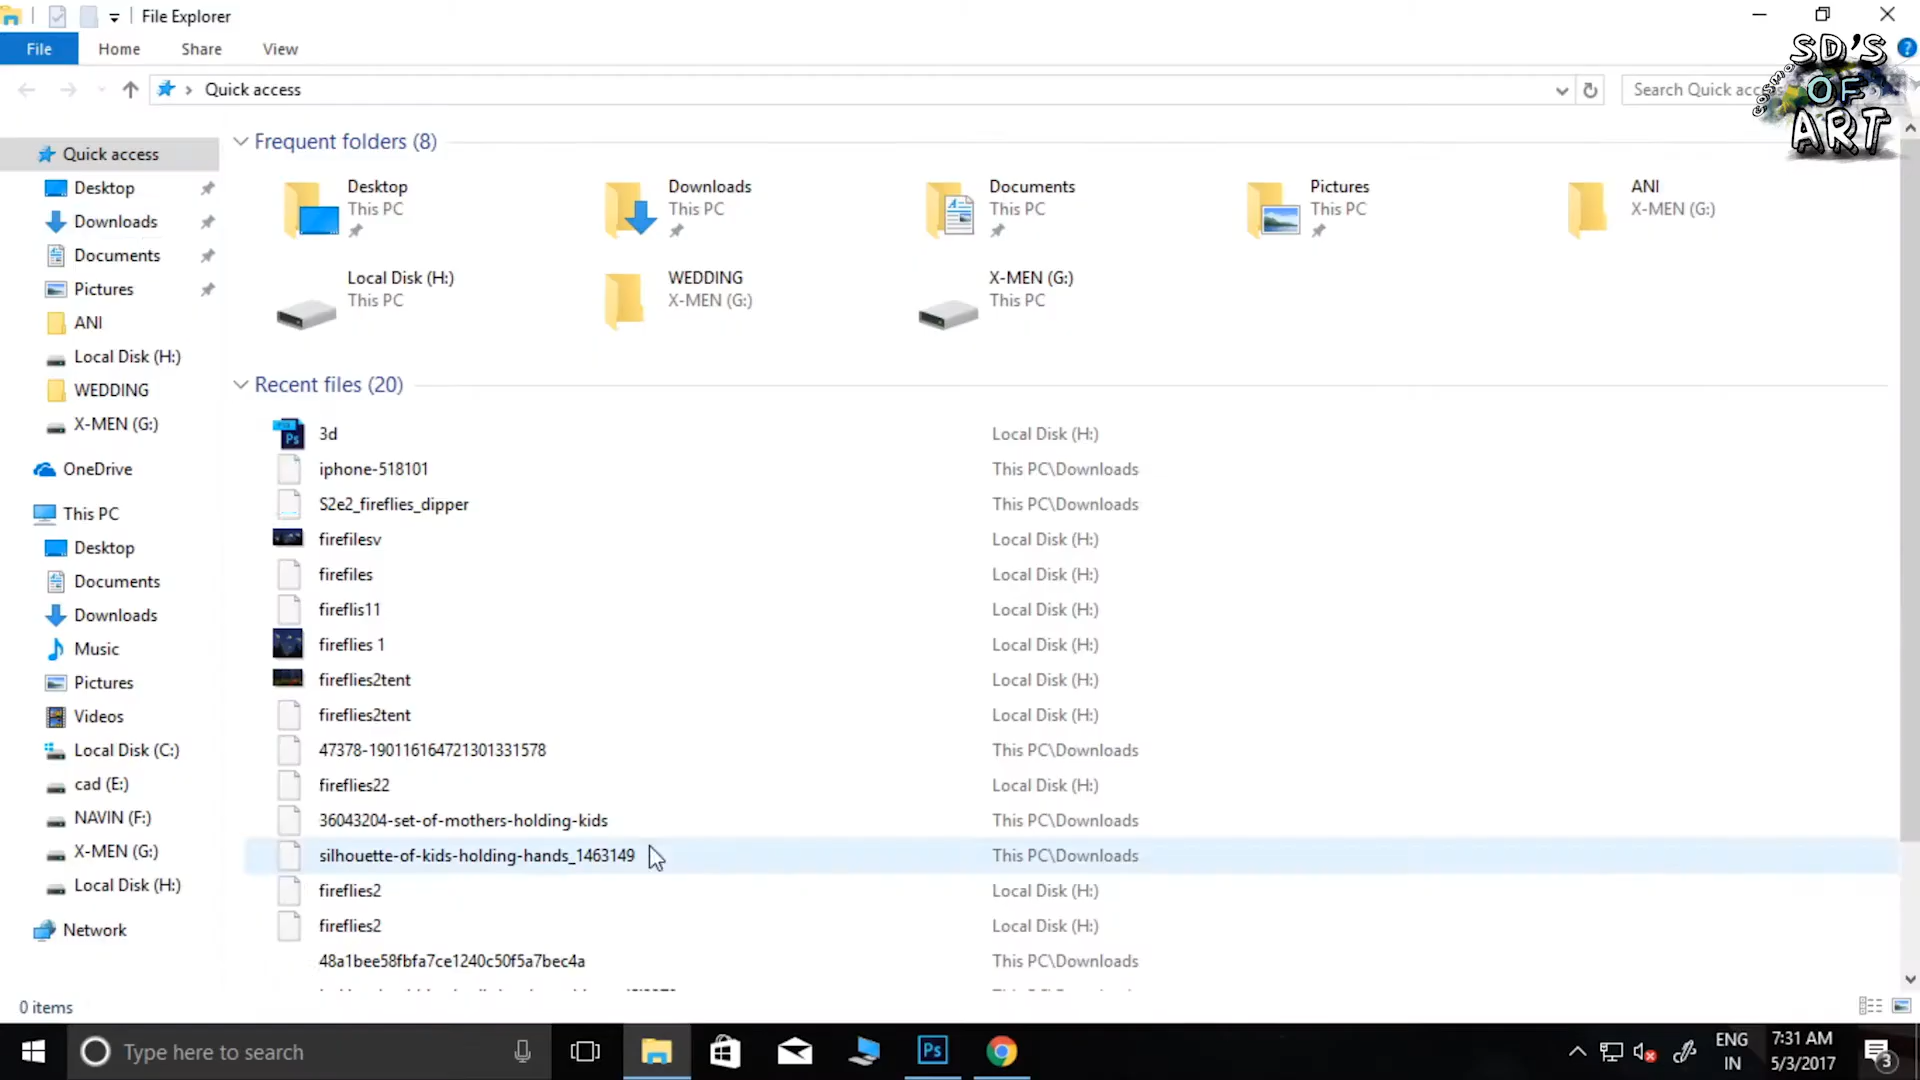 File Explorer
File Home Share View
Quick access
Search Quick acc
SD'S
cosmo
OF
ART
Quick access
Desktop
Downloads
Documents
Pictures
ANI
Local Disk (H:)
WEDDING
X-MEN (G:)
OneDrive
This PC
Desktop
Documents
Downloads
Music
Pictures
Videos
Local Disk (C:)
cad (E:)
NAVIN (F:)
X-MEN (G:)
Local Disk (H:)
Network
Frequent folders (8)
Desktop
This PC
Downloads
This PC
Documents
This PC
Pictures
This PC
ANI
X-MEN (G:)
Local Disk (H:)
This PC
WEDDING
X-MEN (G:)
X-MEN (G:)
This PC
Recent files (20)
3d Local Disk (H:)
iphone-518101 This PC\Downloads
S2e2_fireflies_dipper This PC\Downloads
firefilesv Local Disk (H:)
firefiles Local Disk (H:)
fireflis11 Local Disk (H:)
fireflies 1 Local Disk (H:)
fireflies2tent Local Disk (H:)
fireflies2tent Local Disk (H:)
47378-190116164721301331578 This PC\Downloads
fireflies22 Local Disk (H:)
36043204-set-of-mothers-holding-kids This PC\Downloads
silhouette-of-kids-holding-hands_1463149 This PC\Downloads
fireflies2 Local Disk (H:)
fireflies2 Local Disk (H:)
48a1bee58fbfa7ce1240c50f5a7bec4a This PC\Downloads
0 items
Type here to search
Ps
ENG
IN
7:31 AM
5/3/2017
3